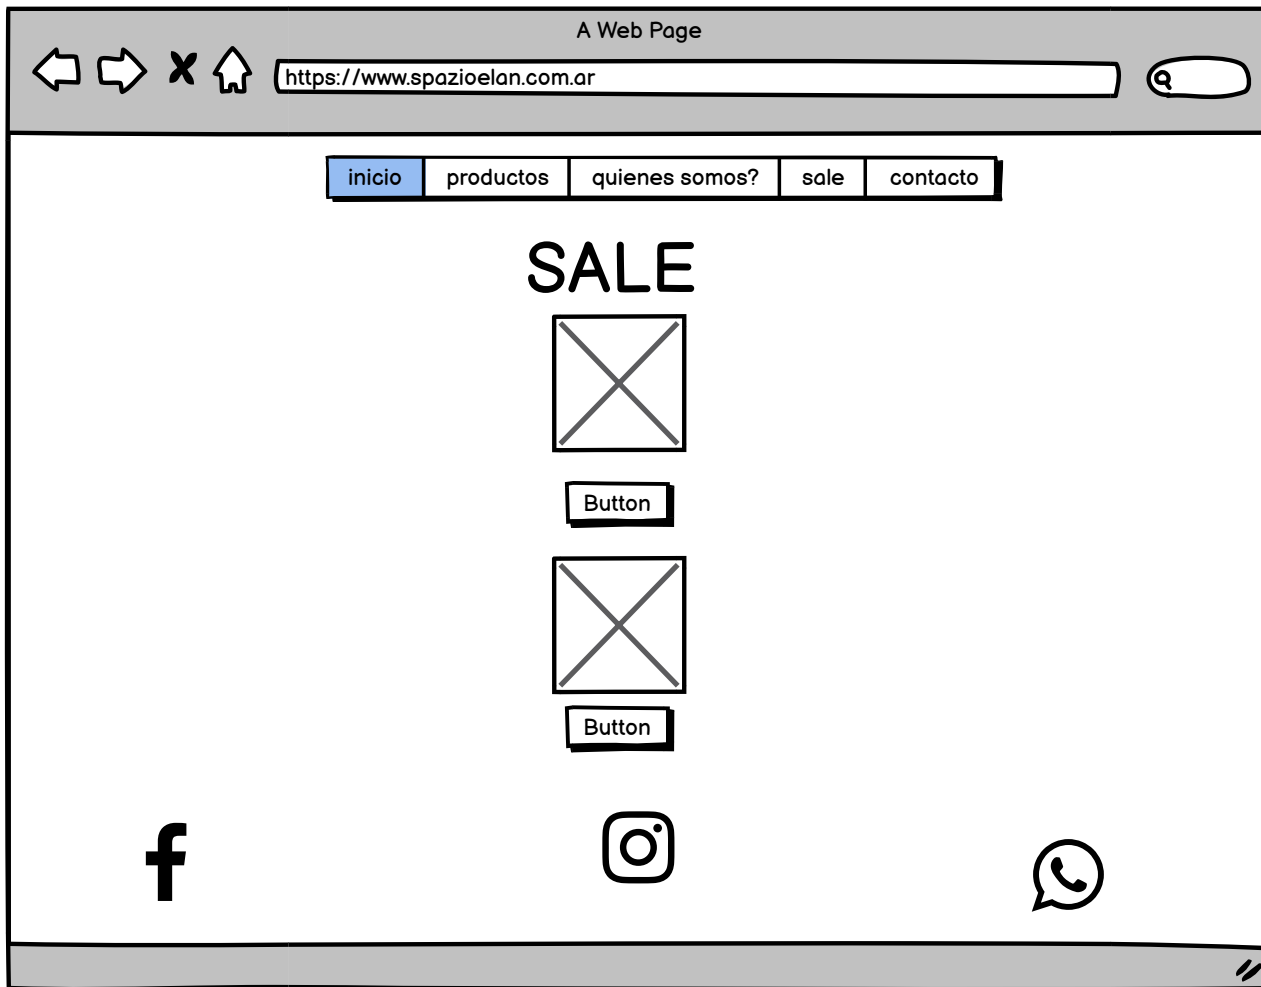 A Web Page
https://www.spazioelan.com.ar
inicio productos quienes somos? sale contacto
SALE
Button
Button